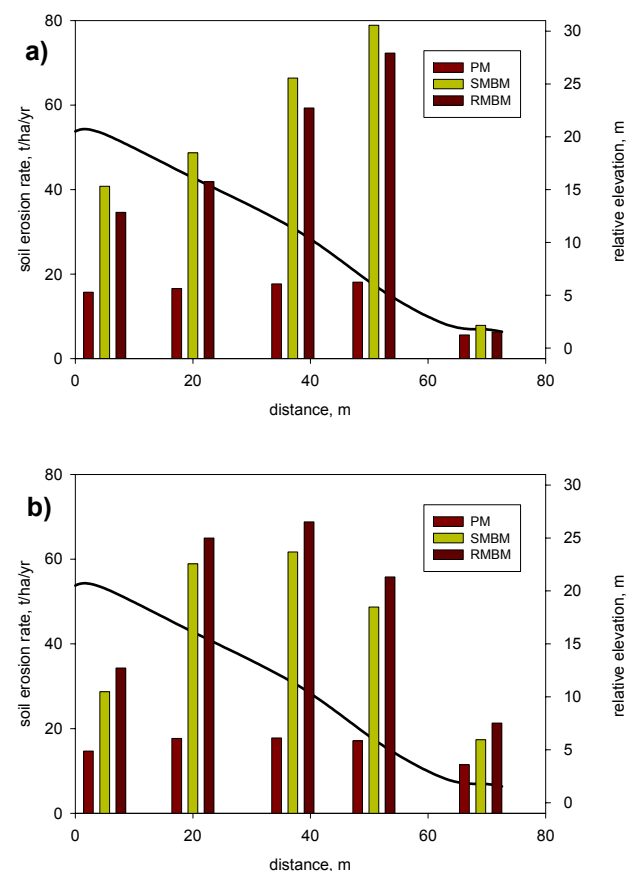 a)
80
60
40
20
0
soil erosion rate, t/ha/yr
PM
SMBM
RMBM
30
25
20
15
10
5
0
relative elevation, m
0 20 40 60 80
distance, m
b)
80
60
40
20
0
soil erosion rate, t/ha/yr
PM
SMBM
RMBM
30
25
20
15
10
5
0
relative elevation, m
0 20 40 60 80
distance, m